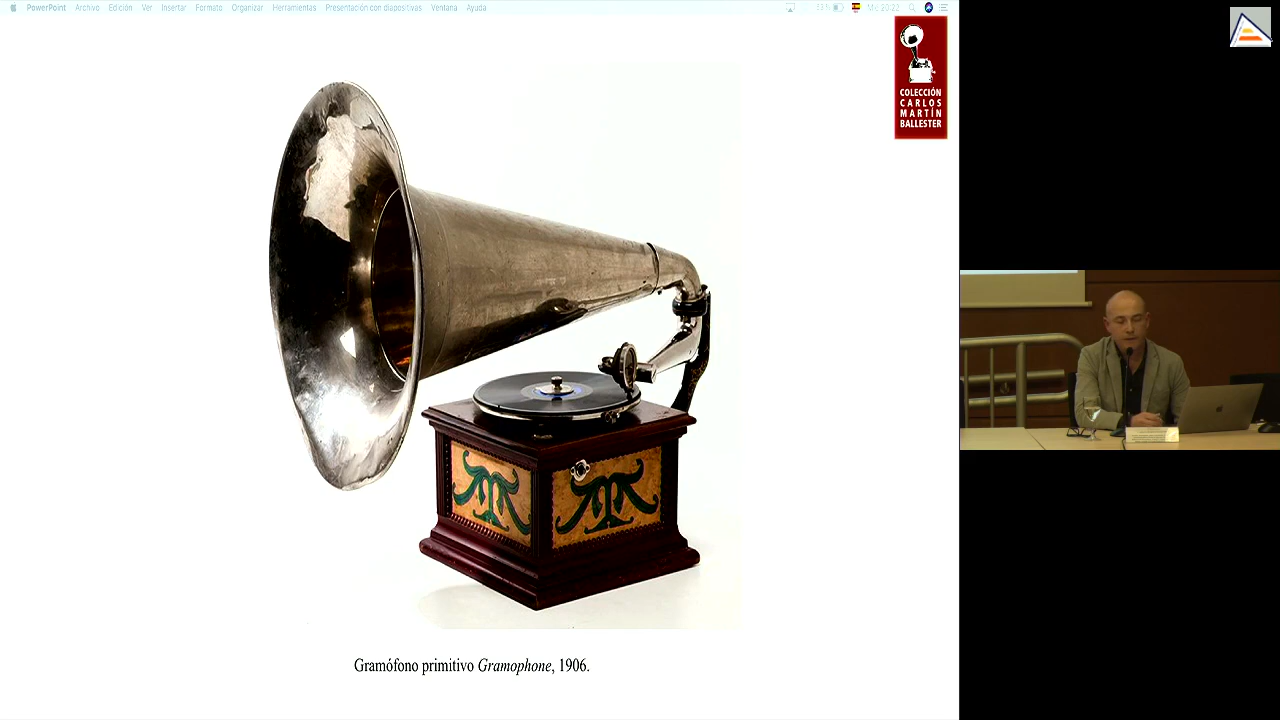 PowerPoint Archivo Edición Ver Insertar Formato Organizar Herramientas Presentación con diapositivas Ventana Ayuda
COLECCIÓN
CARLOS
MARTÍN
BALLESTER
Gramófono primitivo Gramophone, 1906.